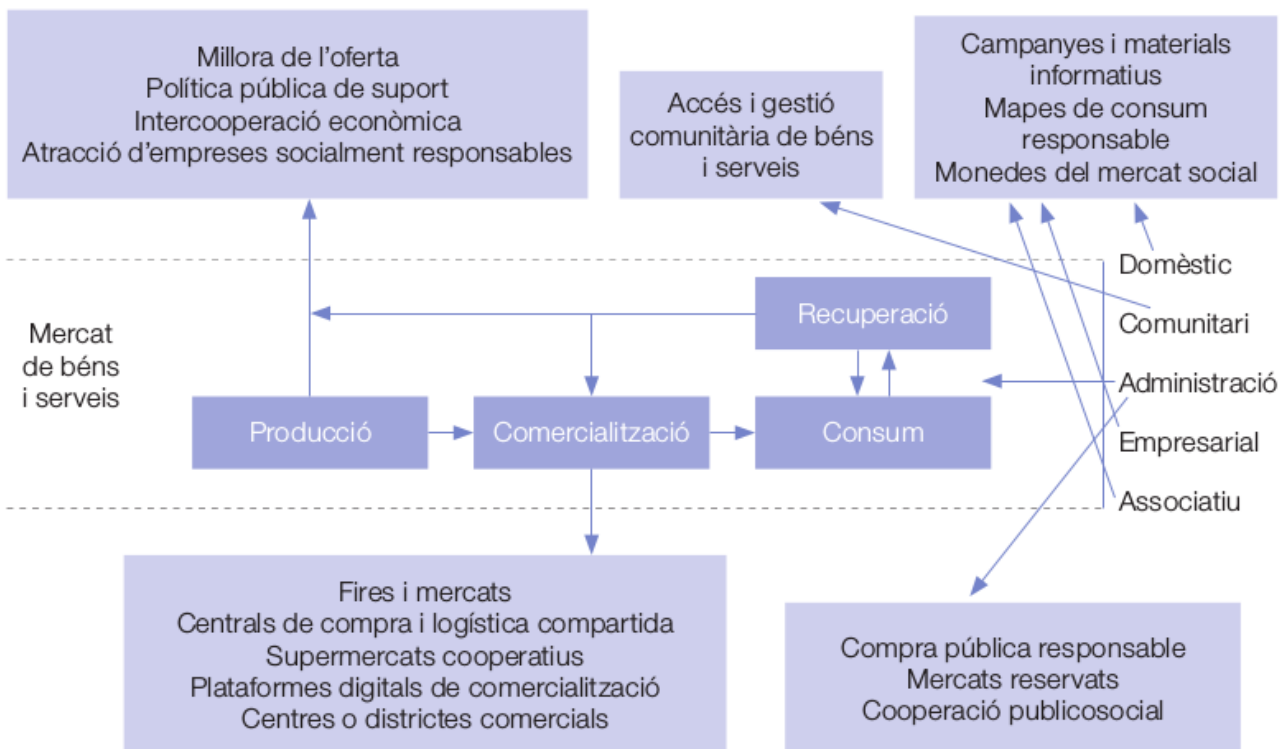 Millora de l'oferta
Política pública de suport
Intercooperació econòmica
Atracció d'empreses socialment responsables
Accés i gestió
comunitària de béns
i serveis
Campanyes i materials
informatius
Mapes de consum
responsable
Monedes del mercat social
Mercat
de béns
i serveis
Recuperació
Producció
Comercialització
Consum
Domèstic
Comunitari
Administració
Empresarial
Associatiu
Fires i mercats
Centrals de compra i logística compartida
Supermercats cooperatius
Plataformes digitals de comercialització
Centres o districtes comercials
Compra pública responsable
Mercats reservats
Cooperació publicosocial